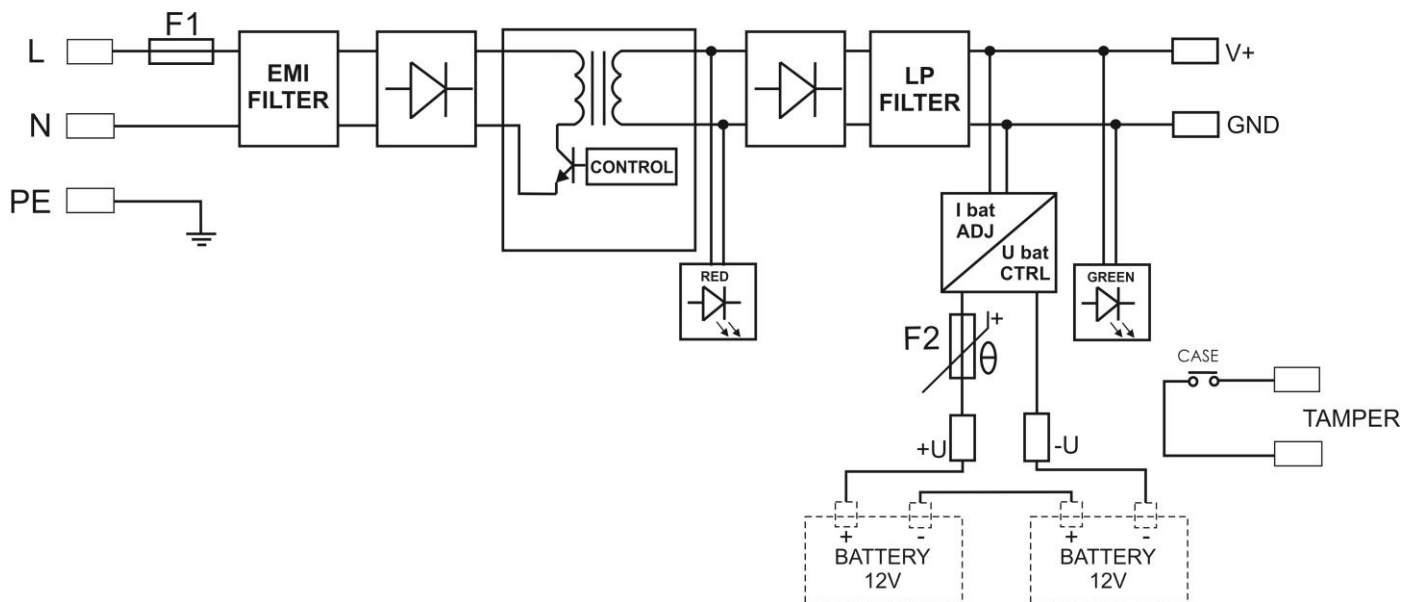 L
F1
EMI
FILTER
LP
FILTER
V+
N
GND
CONTROL
PE
I bat
ADJ
U bat
CTRL
RED
GREEN
F2
I+
θ
CASE
TAMPER
+U
-U
+
-
+
-
BATTERY
12V
BATTERY
12V